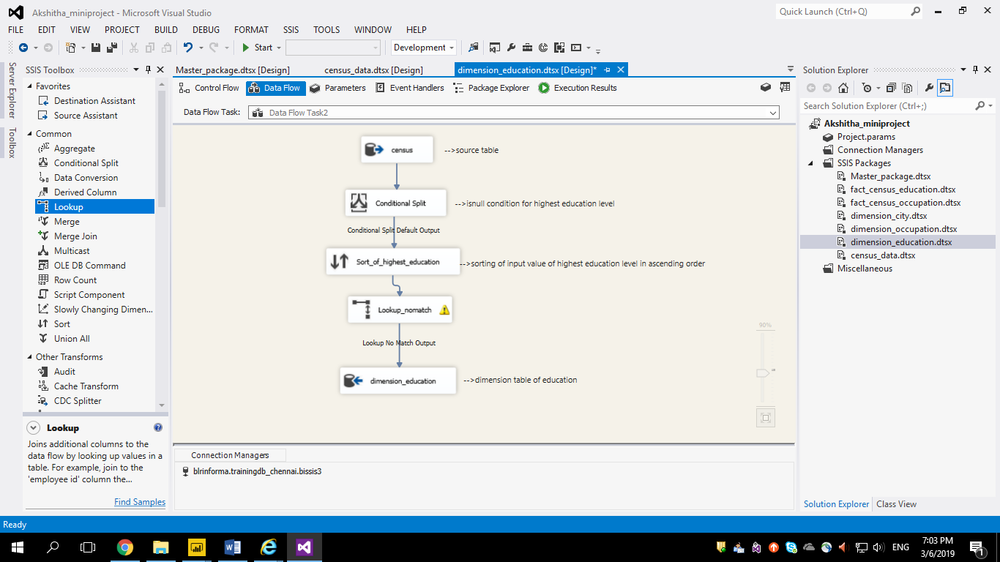 Akshitha_miniproject - Microsoft Visual Studio
Quick Launch (Ctrl+Q)
FILE EDIT VIEW PROJECT BUILD DEBUG FORMAT SSIS TOOLS WINDOW HELP
Start
Development
Server Explorer
Toolbox
SSIS Toolbox
Favorites
Destination Assistant
Source Assistant
Common
Aggregate
Conditional Split
Data Conversion
Derived Column
Lookup
Merge
Merge Join
Multicast
OLE DB Command
Row Count
Script Component
Slowly Changing Dimen...
Sort
Union All
Other Transforms
Audit
Cache Transform
CDC Splitter
Lookup
Joins additional columns to the
data flow by looking up values in a
table. For example, join to the
'employee id' column the...
Find Samples
Master_package.dtsx [Design]
census_data.dtsx [Design]
dimension_education.dtsx [Design]*
Control Flow
Data Flow
Parameters
Event Handlers
Package Explorer
Execution Results
Data Flow Task:
Data Flow Task2
census
-->source table
Conditional Split
-->isnull condition for highest education level
Conditional Split Default Output
Sort_of_highest_education
-->sorting of input value of highest education level in ascending order
Lookup_nomatch
Lookup No Match Output
dimension_education
-->dimension table of education
90%
Connection Managers
blrinforma.trainingdb_chennai.bissis3
Solution Explorer
Search Solution Explorer (Ctrl+;)
Akshitha_miniproject
Project.params
Connection Managers
SSIS Packages
Master_package.dtsx
fact_census_education.dtsx
fact_census_occupation.dtsx
dimension_city.dtsx
dimension_occupation.dtsx
dimension_education.dtsx
census_data.dtsx
Miscellaneous
Solution Explorer
Class View
Ready
ENG
7:03 PM
3/6/2019
1